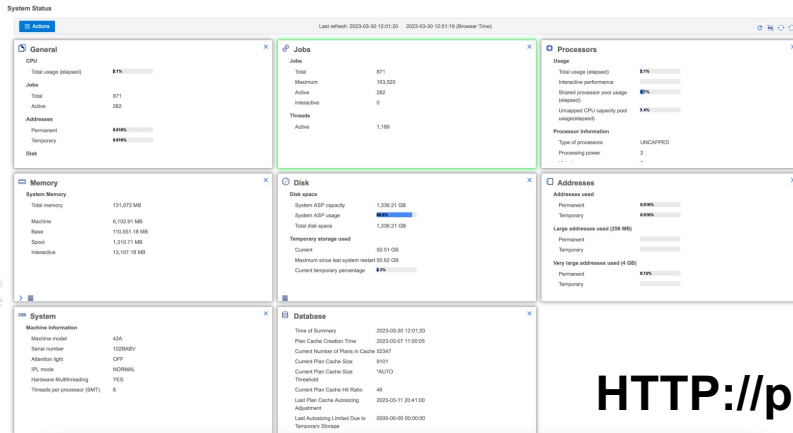 System Status
Actions
Last refresh: 2023-03-30 12:01:20 2023-03-30 12:01:19 (Browser Time)
General
CPU
Total usage (elapsed)
Jobs
Total 871
Active 282
Addresses
Permanent 0.016%
Temporary 0.016%
Disk
Jobs
Jobs
Total 871
Maximum 163,520
Active 282
Interactive 0
Threads
Active 1,189
Processors
Usage
Total usage (elapsed)
Interactive performance
Shared processor pool usage
(elapsed)
Uncapped CPU capacity pool
usage(elapsed)
Processor Information
Type of processors UNCAPPED
Processing power 2
Memory
System Memory
Total memory 131,072 MB
Machine 6,102.91 MB
Base 110,551.18 MB
Spool 1,310.71 MB
Interactive 13,107.18 MB
Disk
Disk space
System ASP capacity 1,336.21 GB
System ASP usage
Total disk space 1,336.21 GB
Temporary storage used
Current 50.51 GB
Maximum since last system restart 50.62 GB
Current temporary percentage
Addresses
Addresses used
Permanent 0.016%
Temporary 0.016%
Large addresses used (256 MB)
Permanent
Temporary
Very large addresses used (4 GB)
Permanent 0.12%
Temporary
System
Machine Information
Machine model 42A
Serial number 102BABV
Attention light OFF
IPL mode NORMAL
Hardware Multithreading YES
Threads per processor (SMT) 8
Database
Time of Summary 2023-03-30 12:01:20
Plan Cache Creation Time 2023-03-07 11:00:05
Current Number of Plans in Cache 52347
Current Plan Cache Size 9101
Current Plan Cache Size *AUTO
Threshold
Current Plan Cache Hit Ratio 46
Last Plan Cache Autosizing 2023-03-11 20:41:00
Adjustment
Last Autosizing Limited Due to 0000-00-00 00:00:00
Temporary Storage
HTTP://p